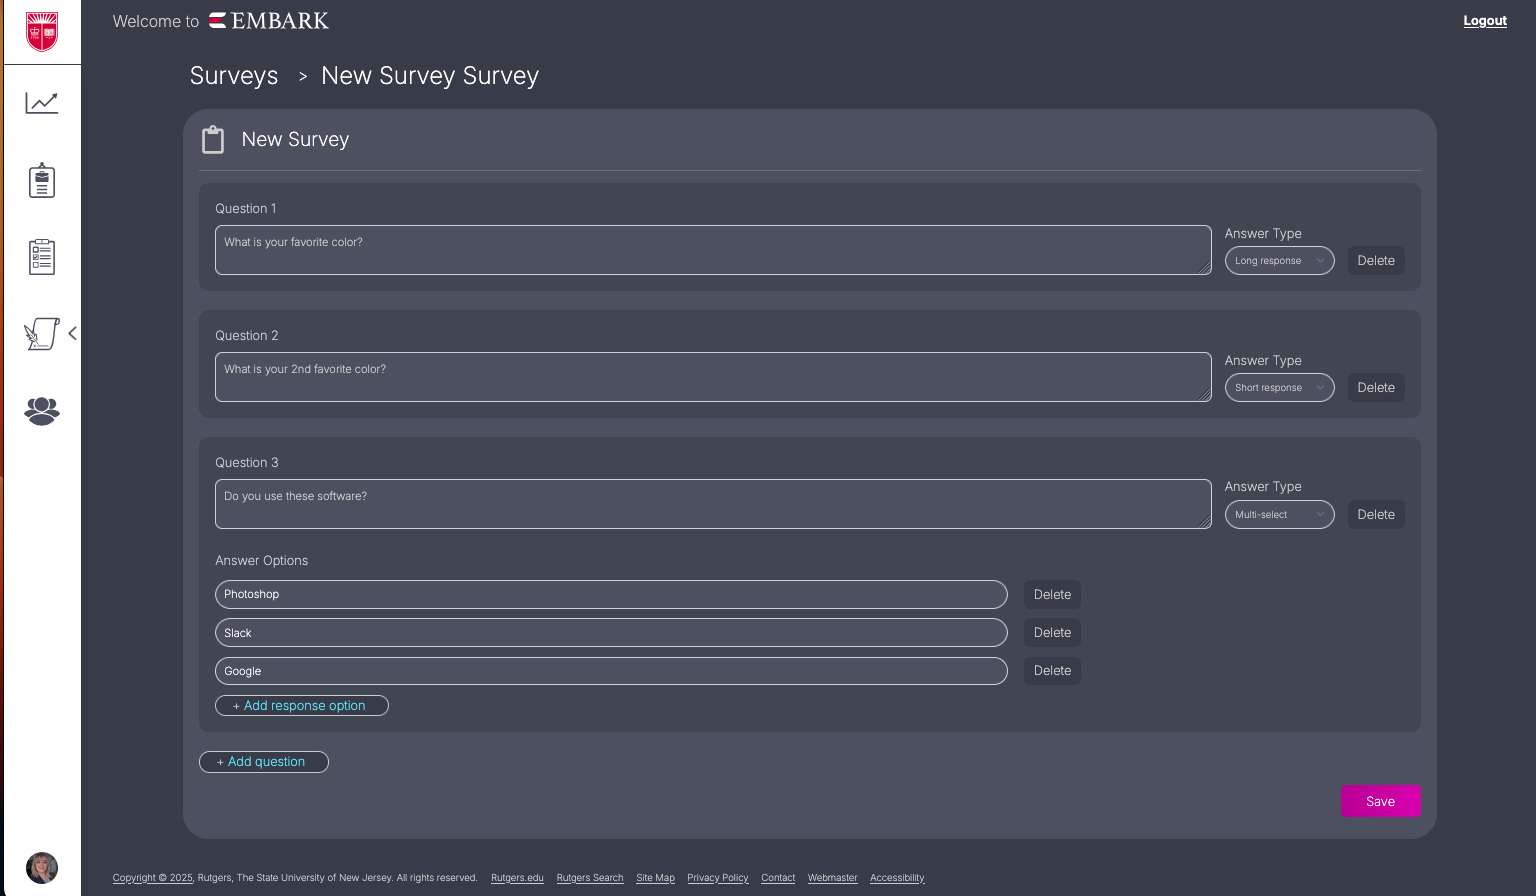 Welcome to EMBARK
Logout
Surveys > New Survey Survey
New Survey
Question 1
What is your favorite color?
Answer Type
Long response
Delete
Question 2
What is your 2nd favorite color?
Answer Type
Short response
Delete
Question 3
Do you use these software?
Answer Type
Multi-select
Delete
Answer Options
Photoshop
Delete
Slack
Delete
Google
Delete
+ Add response option
+ Add question
Save
Copyright © 2025, Rutgers, The State University of New Jersey. All rights reserved. Rutgers.edu Rutgers Search Site Map Privacy Policy Contact Webmaster Accessibility